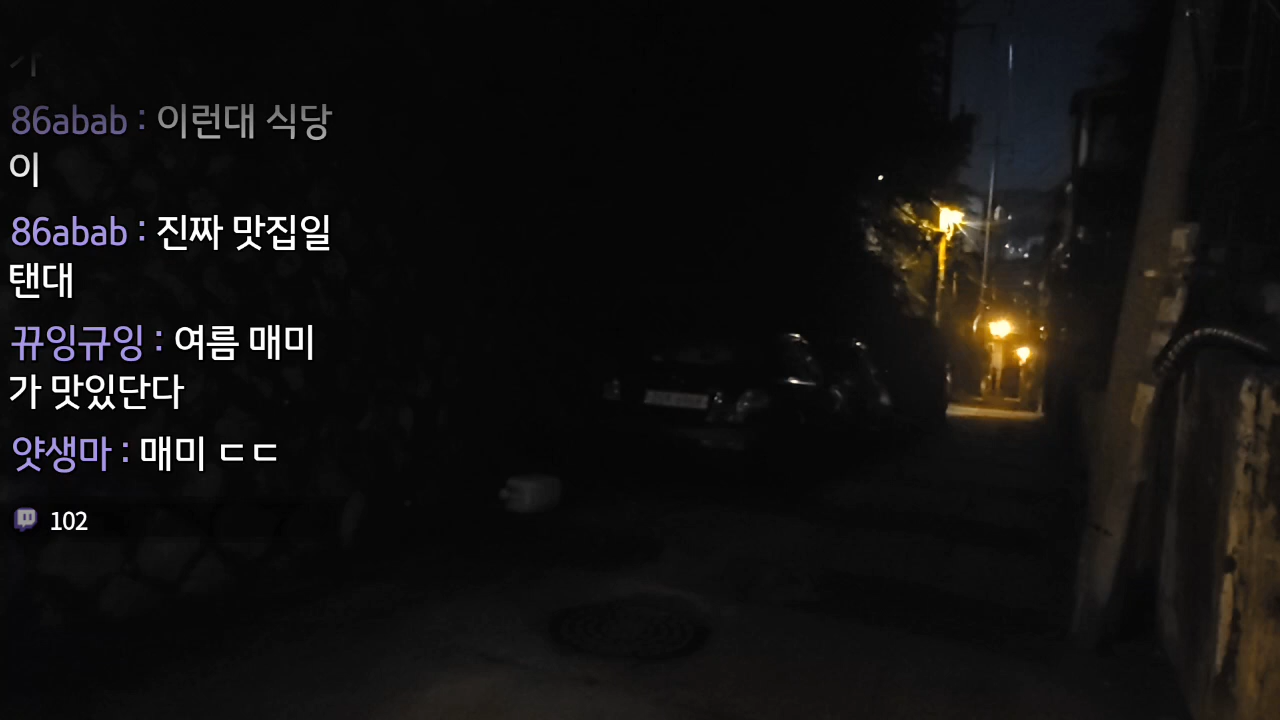 가
86abab : 이런대 식당
이
86abab : 진짜 맛집일
탠대
뀨잉규잉 : 여름 매미
가 맛있단다
얏생마 : 매미 ㄷㄷ
102